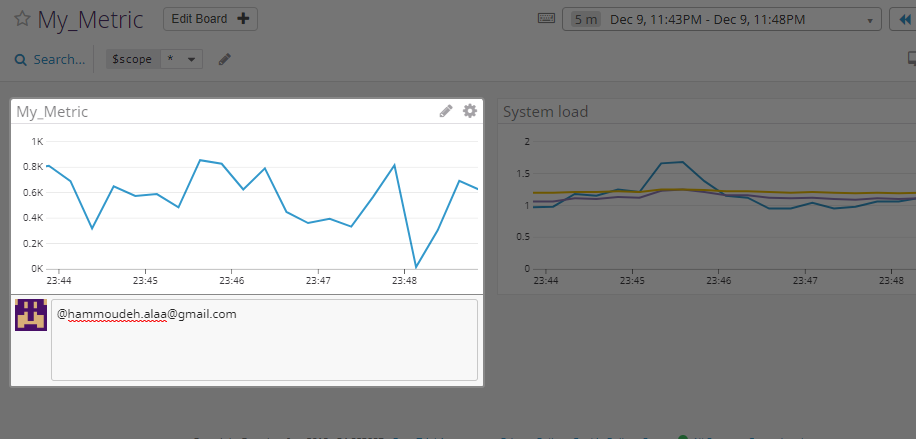 My_Metric
Edit Board
5 m Dec 9, 11:43PM - Dec 9, 11:48PM
Search...
$scope *
My_Metric
1K
0.8K
0.6K
0.4K
0.2K
0K
23:44 23:45 23:46 23:47 23:48
@hammoudeh.alaa@gmail.com
System load
2
1.5
1
0.5
0
23:44 23:45 23:46 23:47 23:48